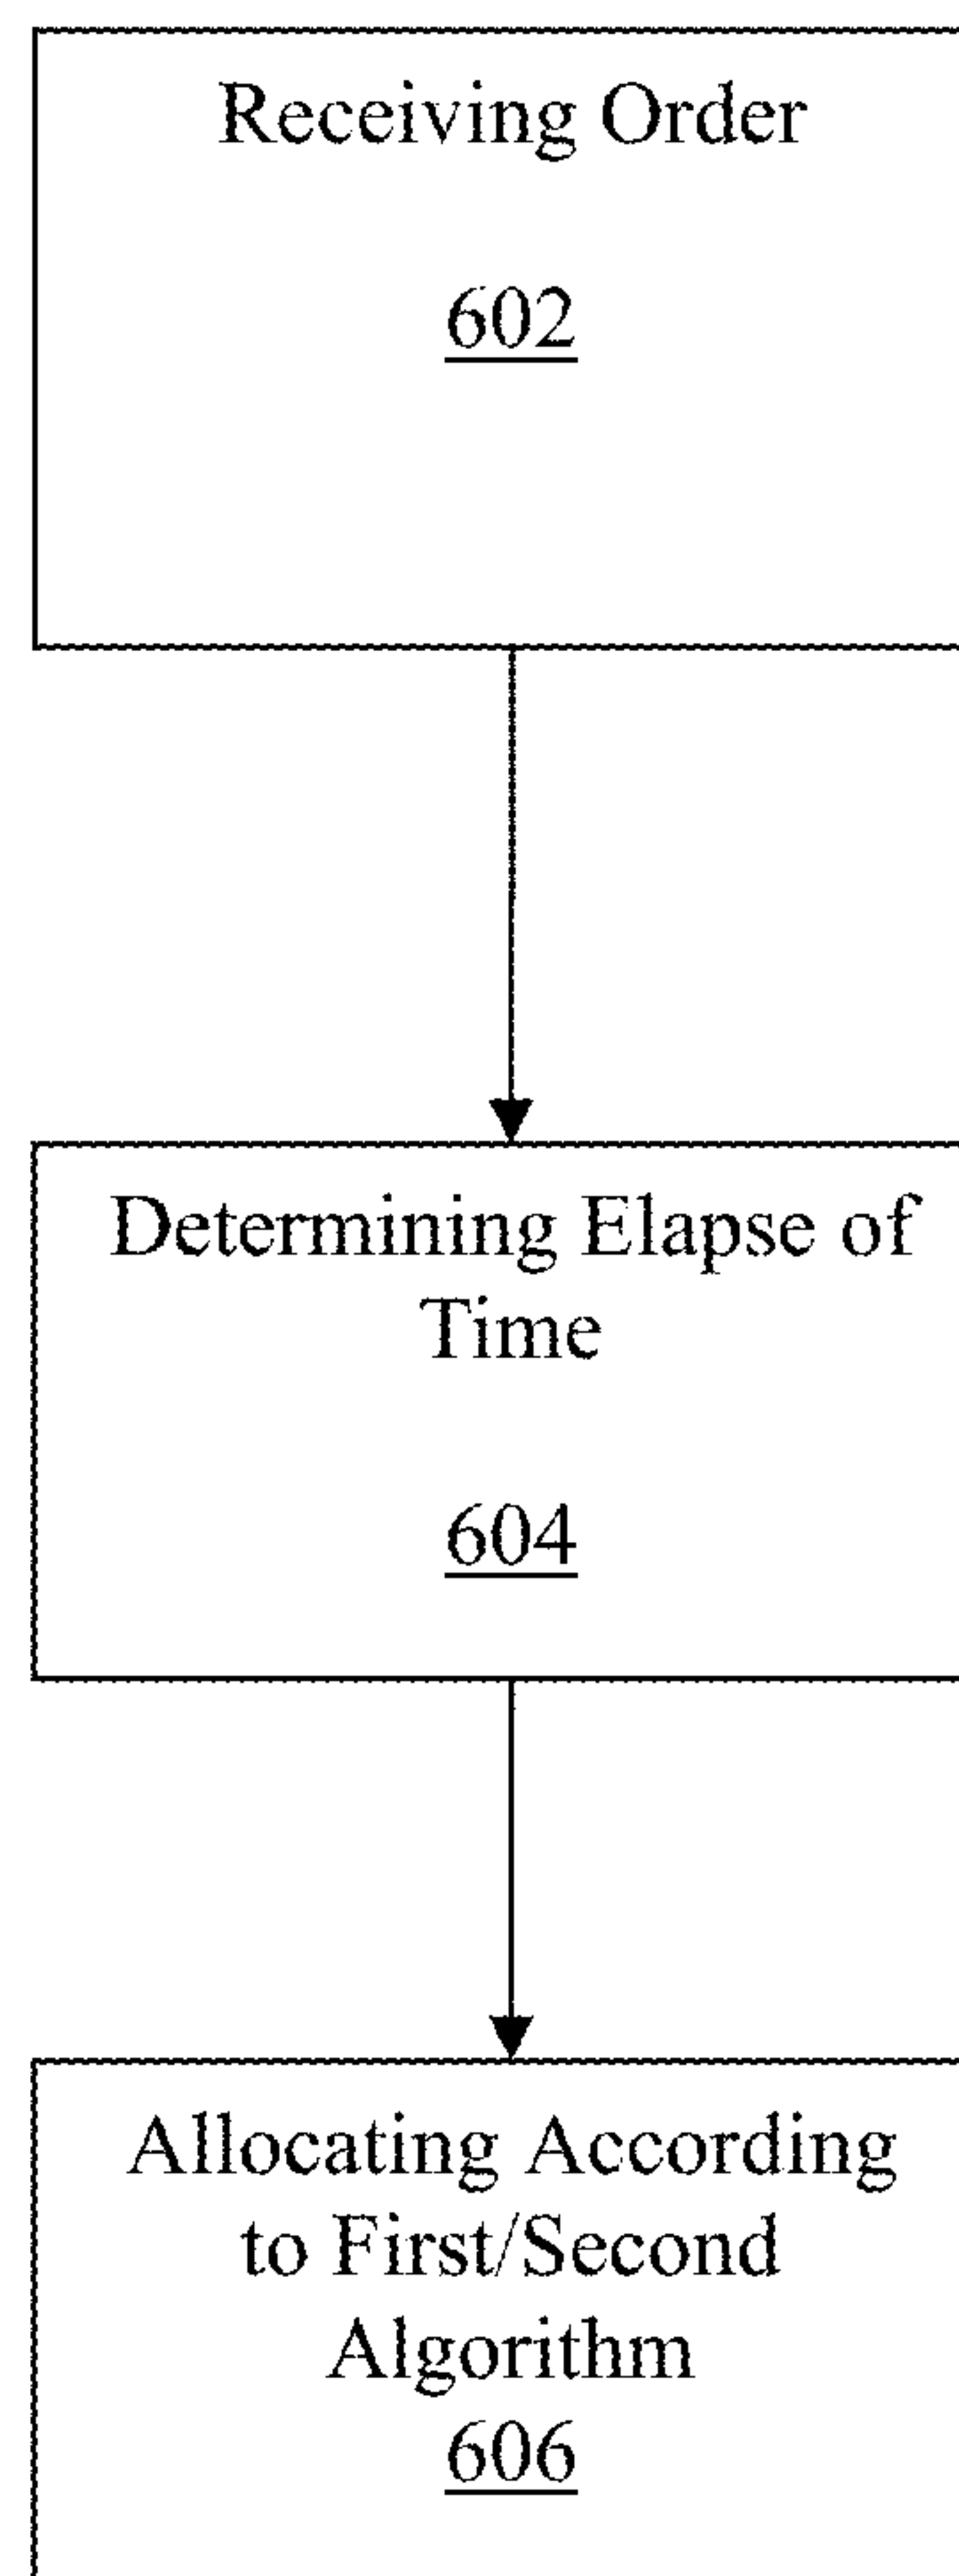 Receiving Order
602
Determining Elapse of
Time
604
Allocating According
to First/Second
Algorithm
606